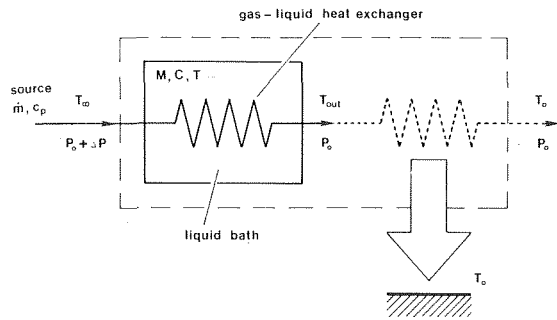 gas-liquid heat exchanger
M, C, T
source
ṁ, cp
T∞
Tout
To
Po + ΔP
Po
Po
liquid bath
To